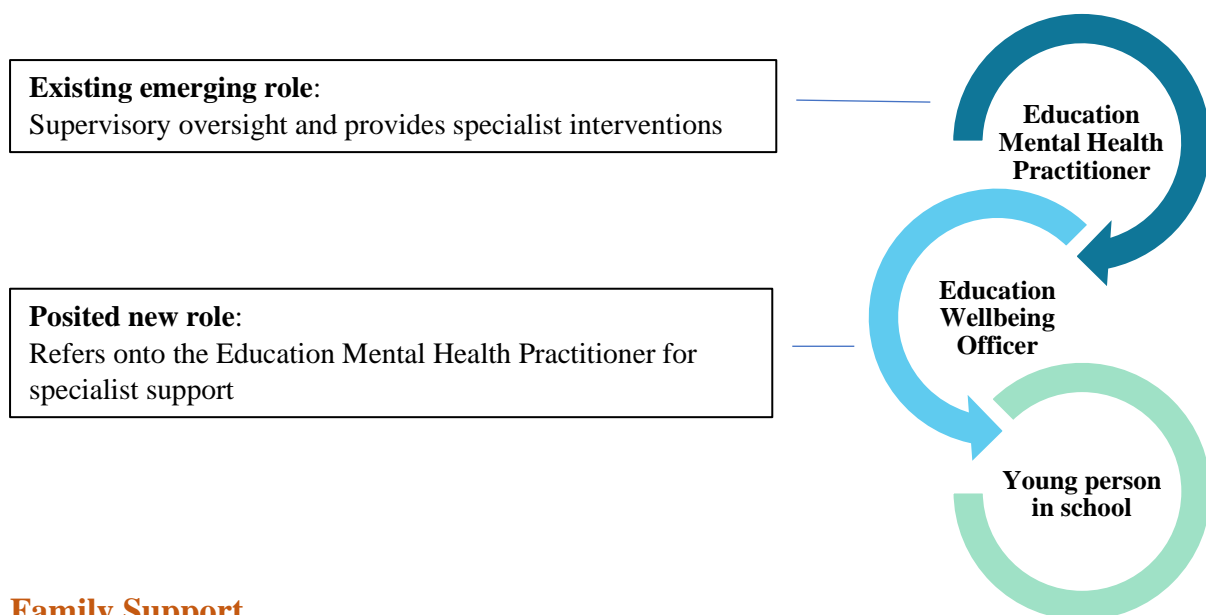 Existing emerging role:
Supervisory oversight and provides specialist interventions
Education
Mental Health
Practitioner
Posited new role:
Refers onto the Education Mental Health Practitioner for
specialist support
Education
Wellbeing
Officer
Young person
in school
Family Support